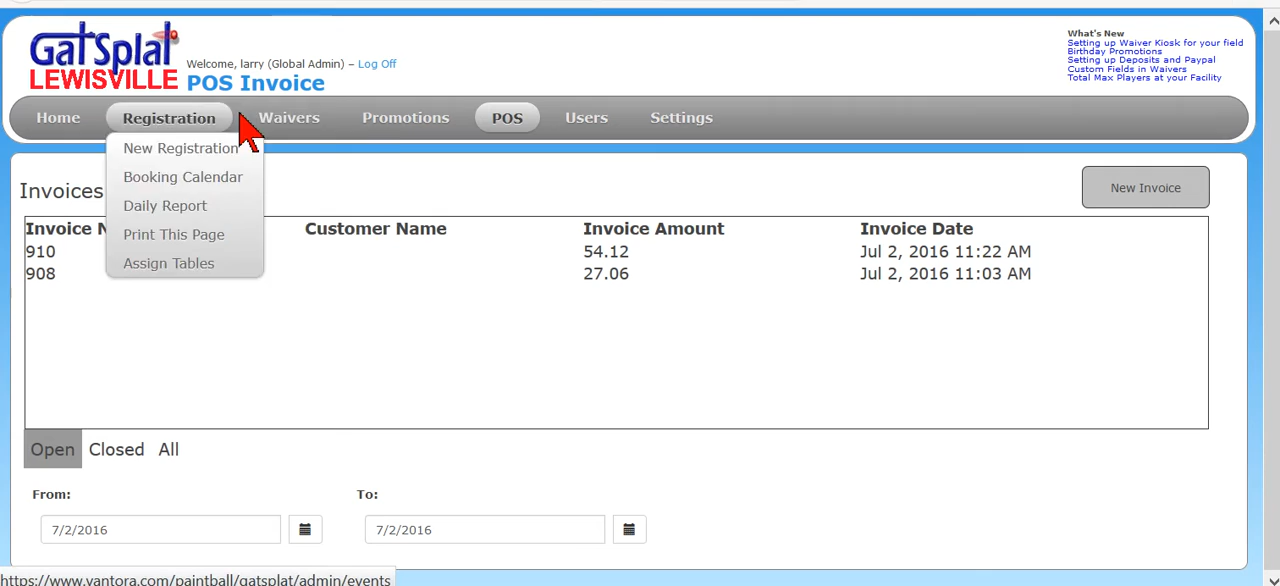 GatSplat
LEWISVILLE
Welcome, larry (Global Admin) – Log Off
POS Invoice
What's New
Setting up Waiver Kiosk for your field
Birthday Promotions
Setting up Deposits and Paypal
Custom Fields in Waivers
Total Max Players at your Facility
Home Registration Waivers Promotions POS Users Settings
New Registration
Booking Calendar
Daily Report
Print This Page
Assign Tables
Invoices
New Invoice
Invoice N Customer Name Invoice Amount Invoice Date
910 54.12 Jul 2, 2016 11:22 AM
908 27.06 Jul 2, 2016 11:03 AM
Open Closed All
From: To:
7/2/2016 7/2/2016
https://www.vantora.com/paintball/gatsplat/admin/events